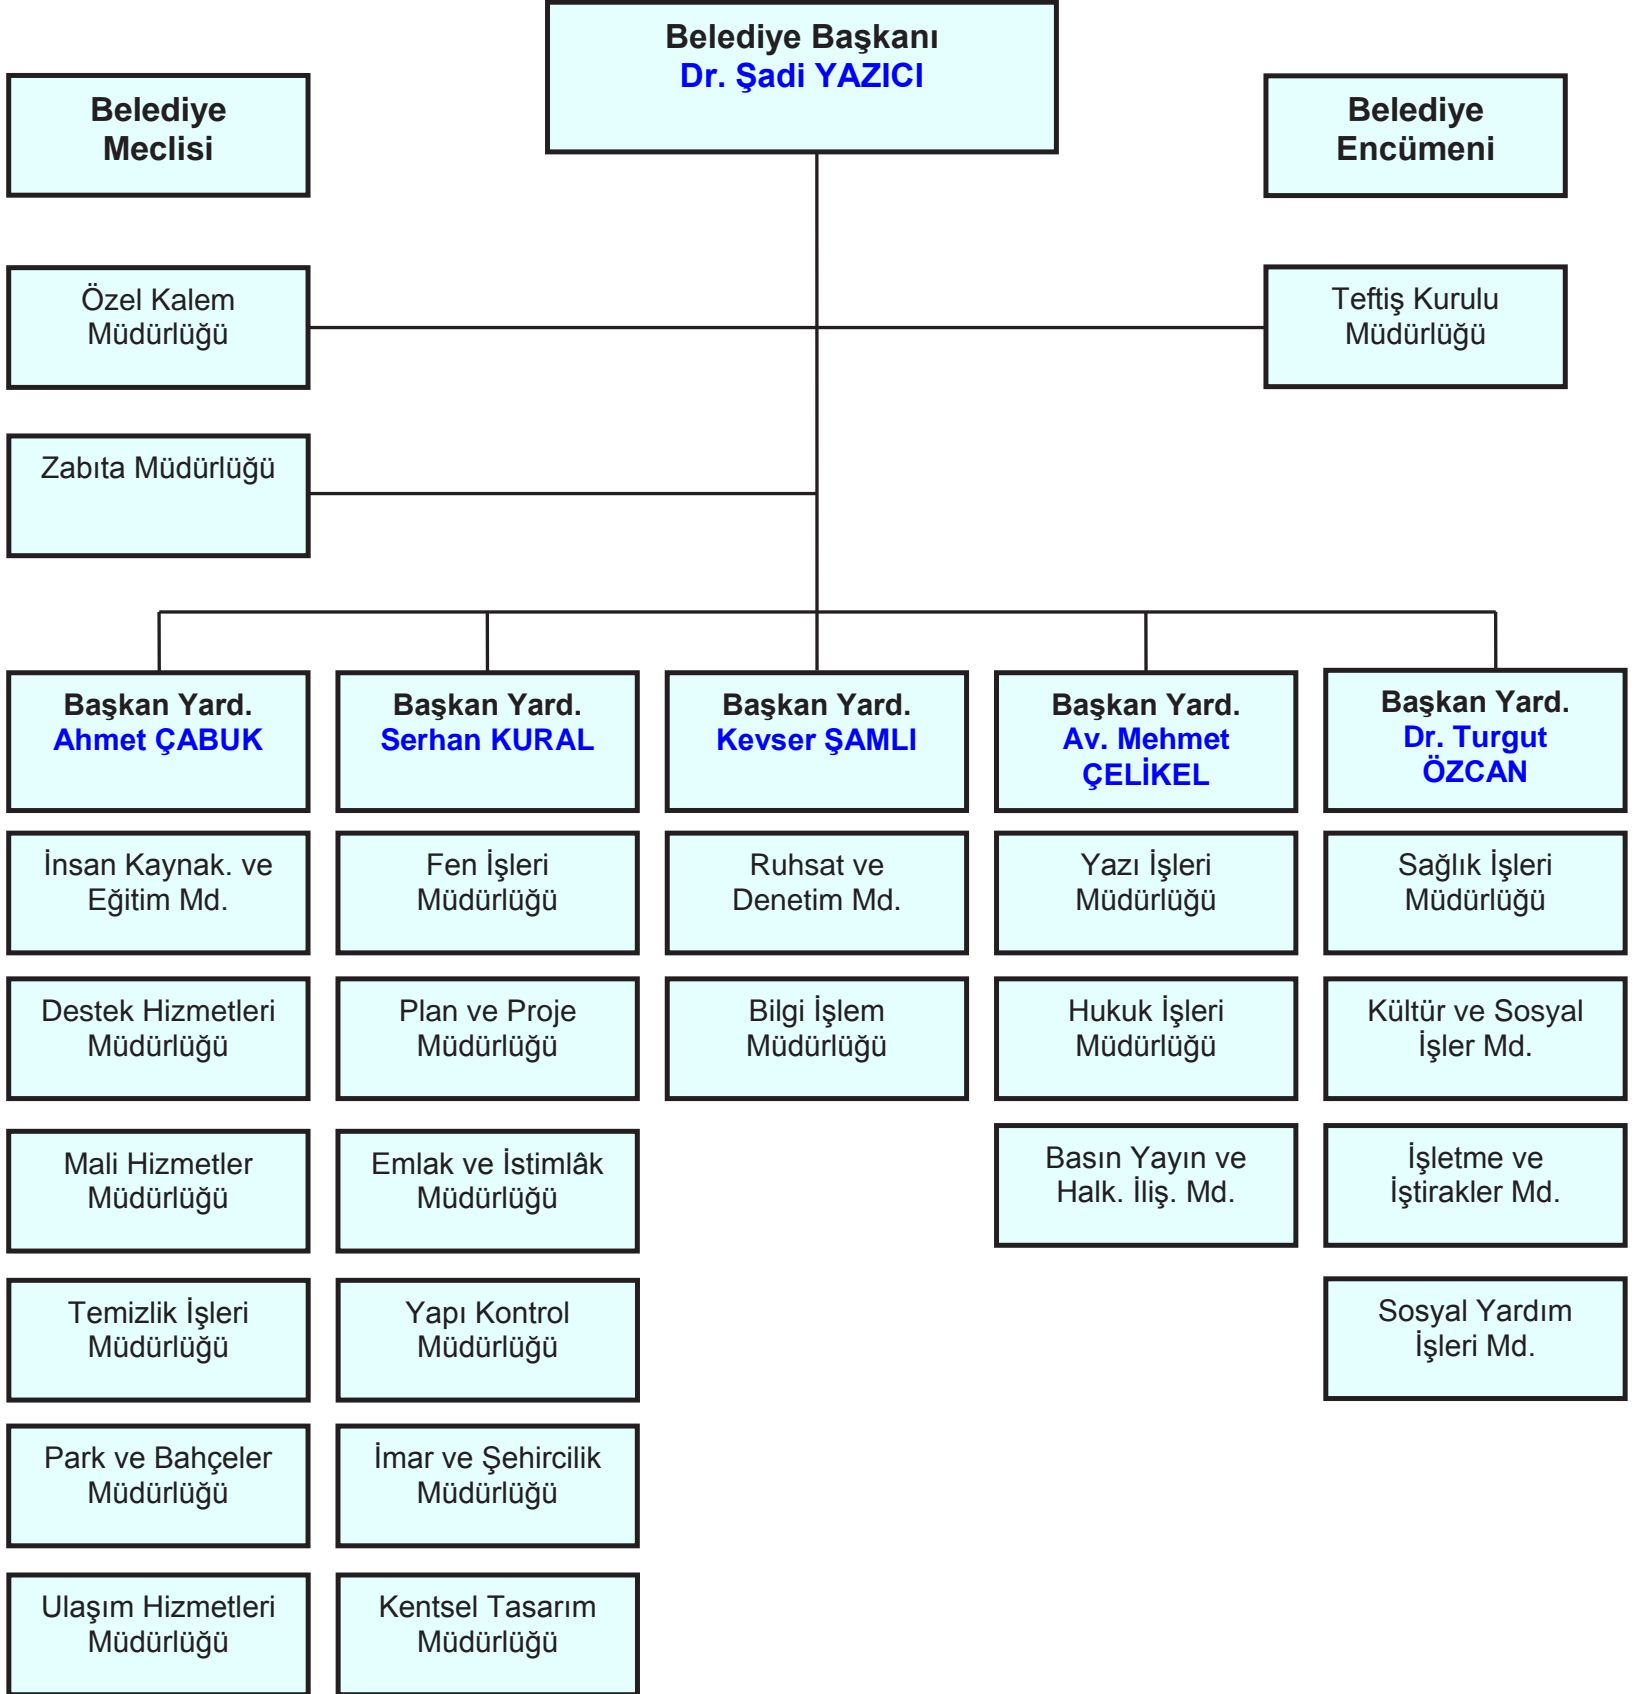 Belediye Başkanı
Dr. Şadi YAZICI
Belediye
Meclisi
Belediye
Encümeni
Özel Kalem
Müdürlüğü
Teftiş Kurulu
Müdürlüğü
Zabıta Müdürlüğü
Başkan Yard.
Ahmet ÇABUK
Başkan Yard.
Serhan KURAL
Başkan Yard.
Kevser ŞAMLI
Başkan Yard.
Av. Mehmet
ÇELİKEL
Başkan Yard.
Dr. Turgut
ÖZCAN
İnsan Kaynak. ve
Eğitim Md.
Fen İşleri
Müdürlüğü
Ruhsat ve
Denetim Md.
Yazı İşleri
Müdürlüğü
Sağlık İşleri
Müdürlüğü
Destek Hizmetleri
Müdürlüğü
Plan ve Proje
Müdürlüğü
Bilgi İşlem
Müdürlüğü
Hukuk İşleri
Müdürlüğü
Kültür ve Sosyal
İşler Md.
Mali Hizmetler
Müdürlüğü
Emlak ve İstimlâk
Müdürlüğü
Basın Yayın ve
Halk. İliş. Md.
İşletme ve
İştirakler Md.
Temizlik İşleri
Müdürlüğü
Yapı Kontrol
Müdürlüğü
Sosyal Yardım
İşleri Md.
Park ve Bahçeler
Müdürlüğü
İmar ve Şehircilik
Müdürlüğü
Ulaşım Hizmetleri
Müdürlüğü
Kentsel Tasarım
Müdürlüğü